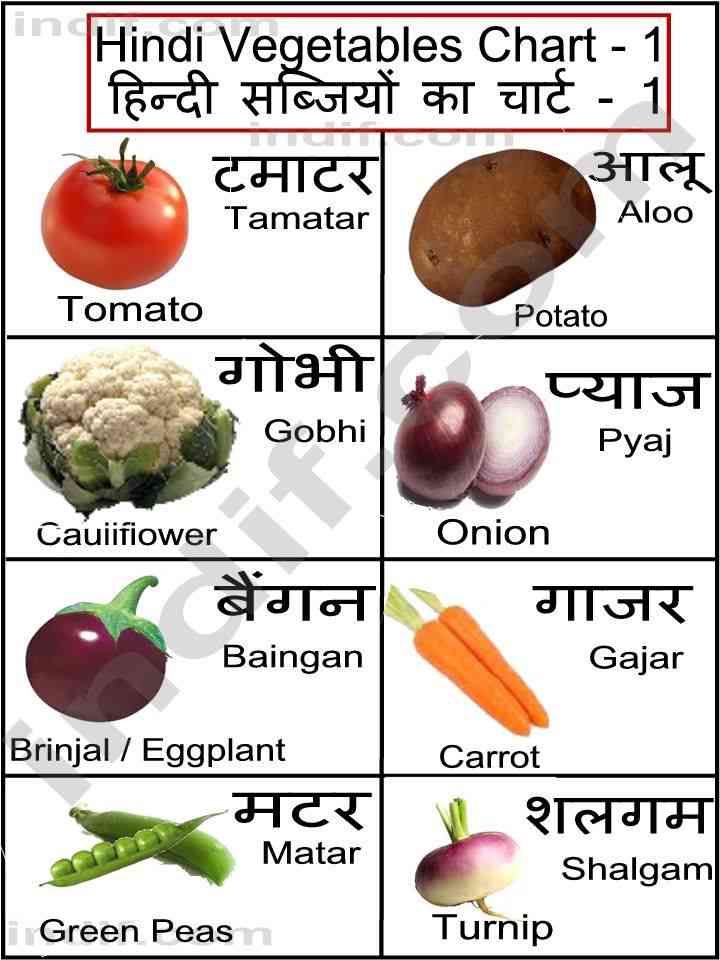 indif.com
Hindi Vegetables Chart - 1
हिन्दी सब्जियों का चार्ट - 1
indif.com
टमाटर
Tamatar
Tomato
आलू
Aloo
Potato
गोभी
Gobhi
Cauiifiower
प्याज
Pyaj
Onion
बैंगन
Baingan
Brinjal / Eggplant
गाजर
Gajar
Carrot
मटर
Matar
Green Peas
शलगम
Shalgam
Turnip
indif.com
indif.com